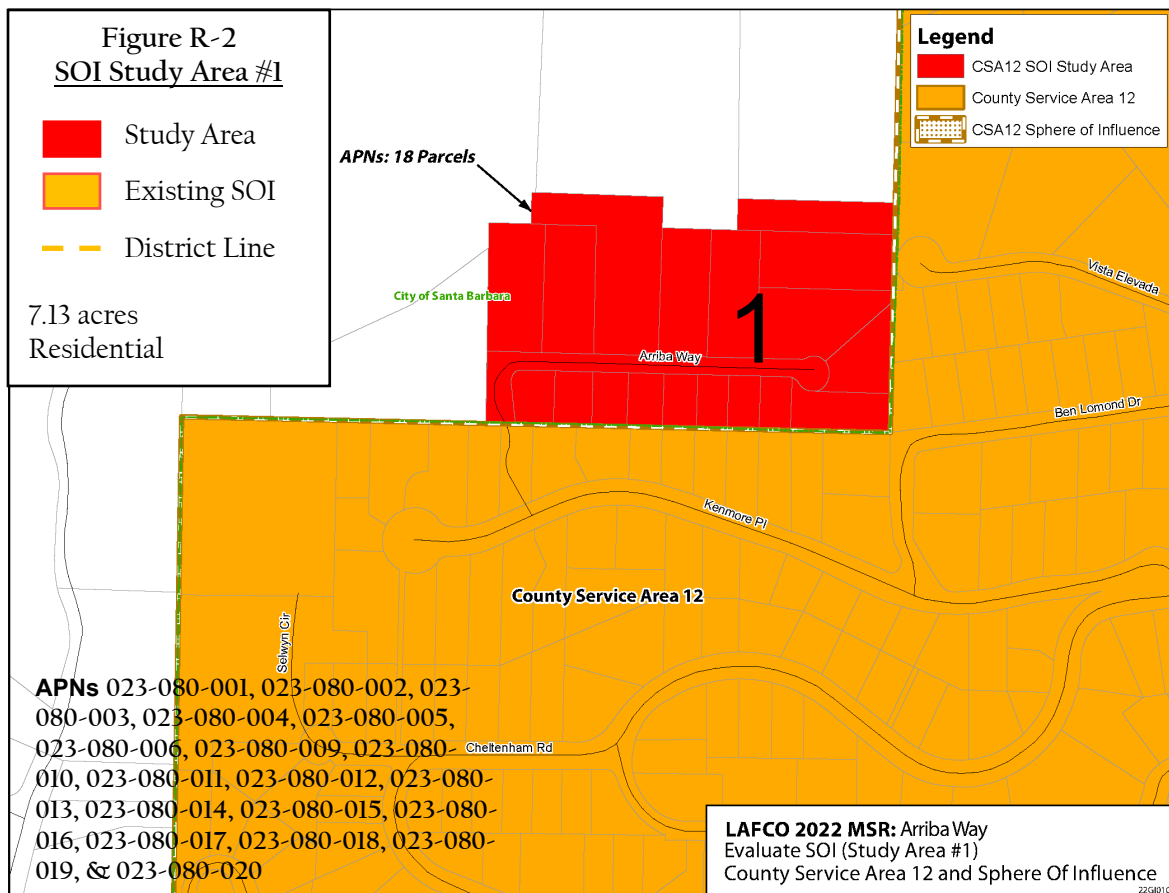 Figure R-2
SOI Study Area #1
Study Area
Existing SOI
District Line
7.13 acres
Residential
Legend
CSA12 SOI Study Area
County Service Area 12
CSA12 Sphere of Influence
APNs: 18 Parcels
City of Santa Barbara
1
Arriba Way
Vista Elevada
Ben Lomond Dr
Kenmore Pl
County Service Area 12
Selwyn Cir
Cheltenham Rd
APNs 023-080-001, 023-080-002, 023-
080-003, 023-080-004, 023-080-005,
023-080-006, 023-080-009, 023-080-
010, 023-080-011, 023-080-012, 023-080-
013, 023-080-014, 023-080-015, 023-080-
016, 023-080-017, 023-080-018, 023-080-
019, & 023-080-020
LAFCO 2022 MSR: Arriba Way
Evaluate SOI (Study Area #1)
County Service Area 12 and Sphere Of Influence